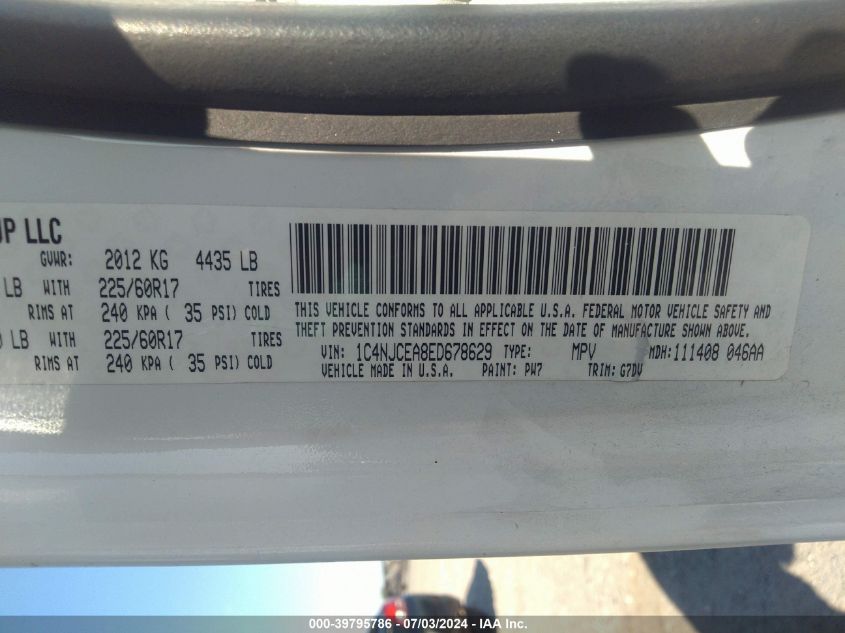 UP LLC
GVWR: 2012 KG 4435 LB
LB WITH 225/60R17 TIRES
RIMS AT 240 KPA ( 35 PSI) COLD
LB WITH 225/60R17 TIRES
RIMS AT 240 KPA ( 35 PSI) COLD
THIS VEHICLE CONFORMS TO ALL APPLICABLE U.S.A. FEDERAL MOTOR VEHICLE SAFETY AND
THEFT PREVENTION STANDARDS IN EFFECT ON THE DATE OF MANUFACTURE SHOWN ABOVE.
VIN: 1C4NJCEA8ED678629 TYPE: MPV MDH:111408 046AA
VEHICLE MADE IN U.S.A. PAINT: PW7 TRIM: G7DV
000-39795786 - 07/03/2024 - IAA Inc.